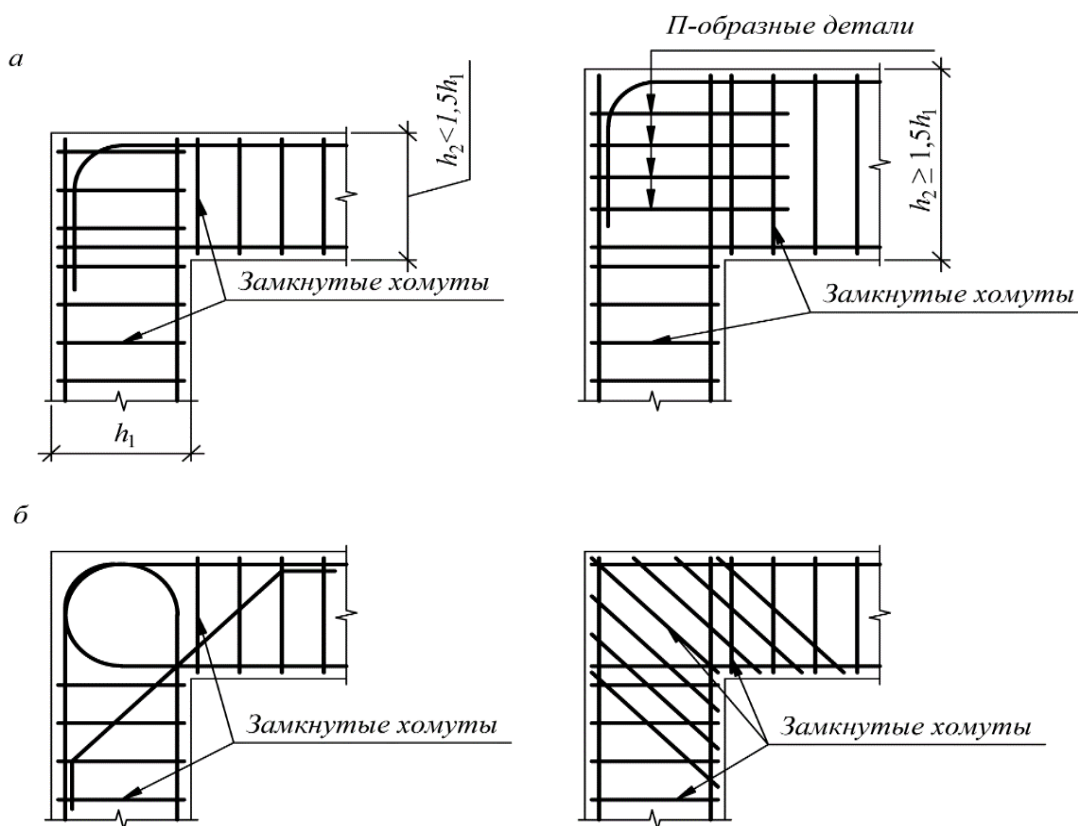 а
П-образные детали
h₂<1,5h₁
h₂ ≥ 1,5h₁
Замкнутые хомуты
Замкнутые хомуты
h₁
б
Замкнутые хомуты
Замкнутые хомуты